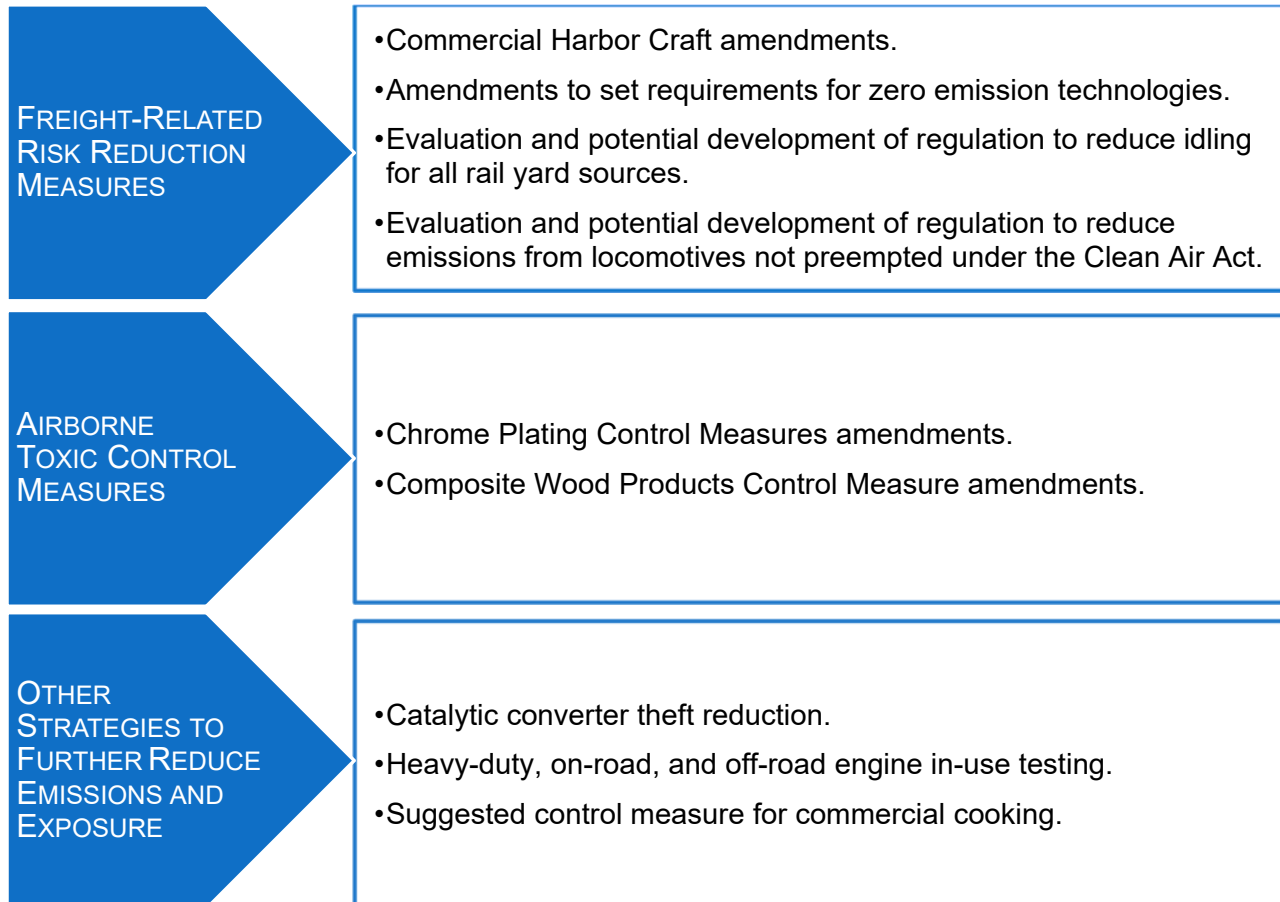 FREIGHT-RELATED
RISK REDUCTION
MEASURES
•Commercial Harbor Craft amendments.
•Amendments to set requirements for zero emission technologies.
•Evaluation and potential development of regulation to reduce idling
for all rail yard sources.
•Evaluation and potential development of regulation to reduce
emissions from locomotives not preempted under the Clean Air Act.
AIRBORNE
TOXIC CONTROL
MEASURES
•Chrome Plating Control Measures amendments.
•Composite Wood Products Control Measure amendments.
OTHER
STRATEGIES TO
FURTHER REDUCE
EMISSIONS AND
EXPOSURE
•Catalytic converter theft reduction.
•Heavy-duty, on-road, and off-road engine in-use testing.
•Suggested control measure for commercial cooking.